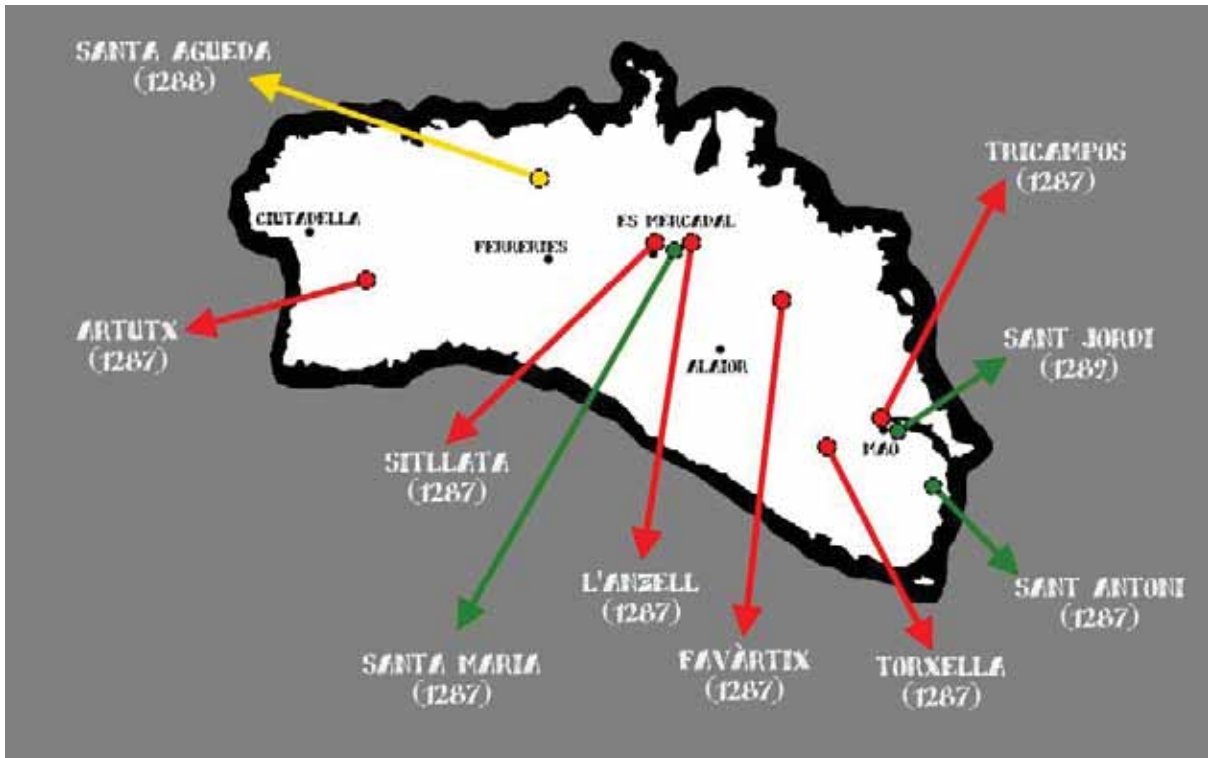 SANTA AGUEDA
(1288)
TRICAMPOS
(1287)
CIUTADELLA
ES MERCADAL
FERRERIES
ARTUTX
(1287)
SANT JORDI
(1289)
ALAIOR
MAO
SITLLATA
(1287)
L'ANZELL
(1287)
SANT ANTONI
(1287)
SANTA MARIA
(1287)
FAVÀRTIX
(1287)
TORXELLA
(1287)